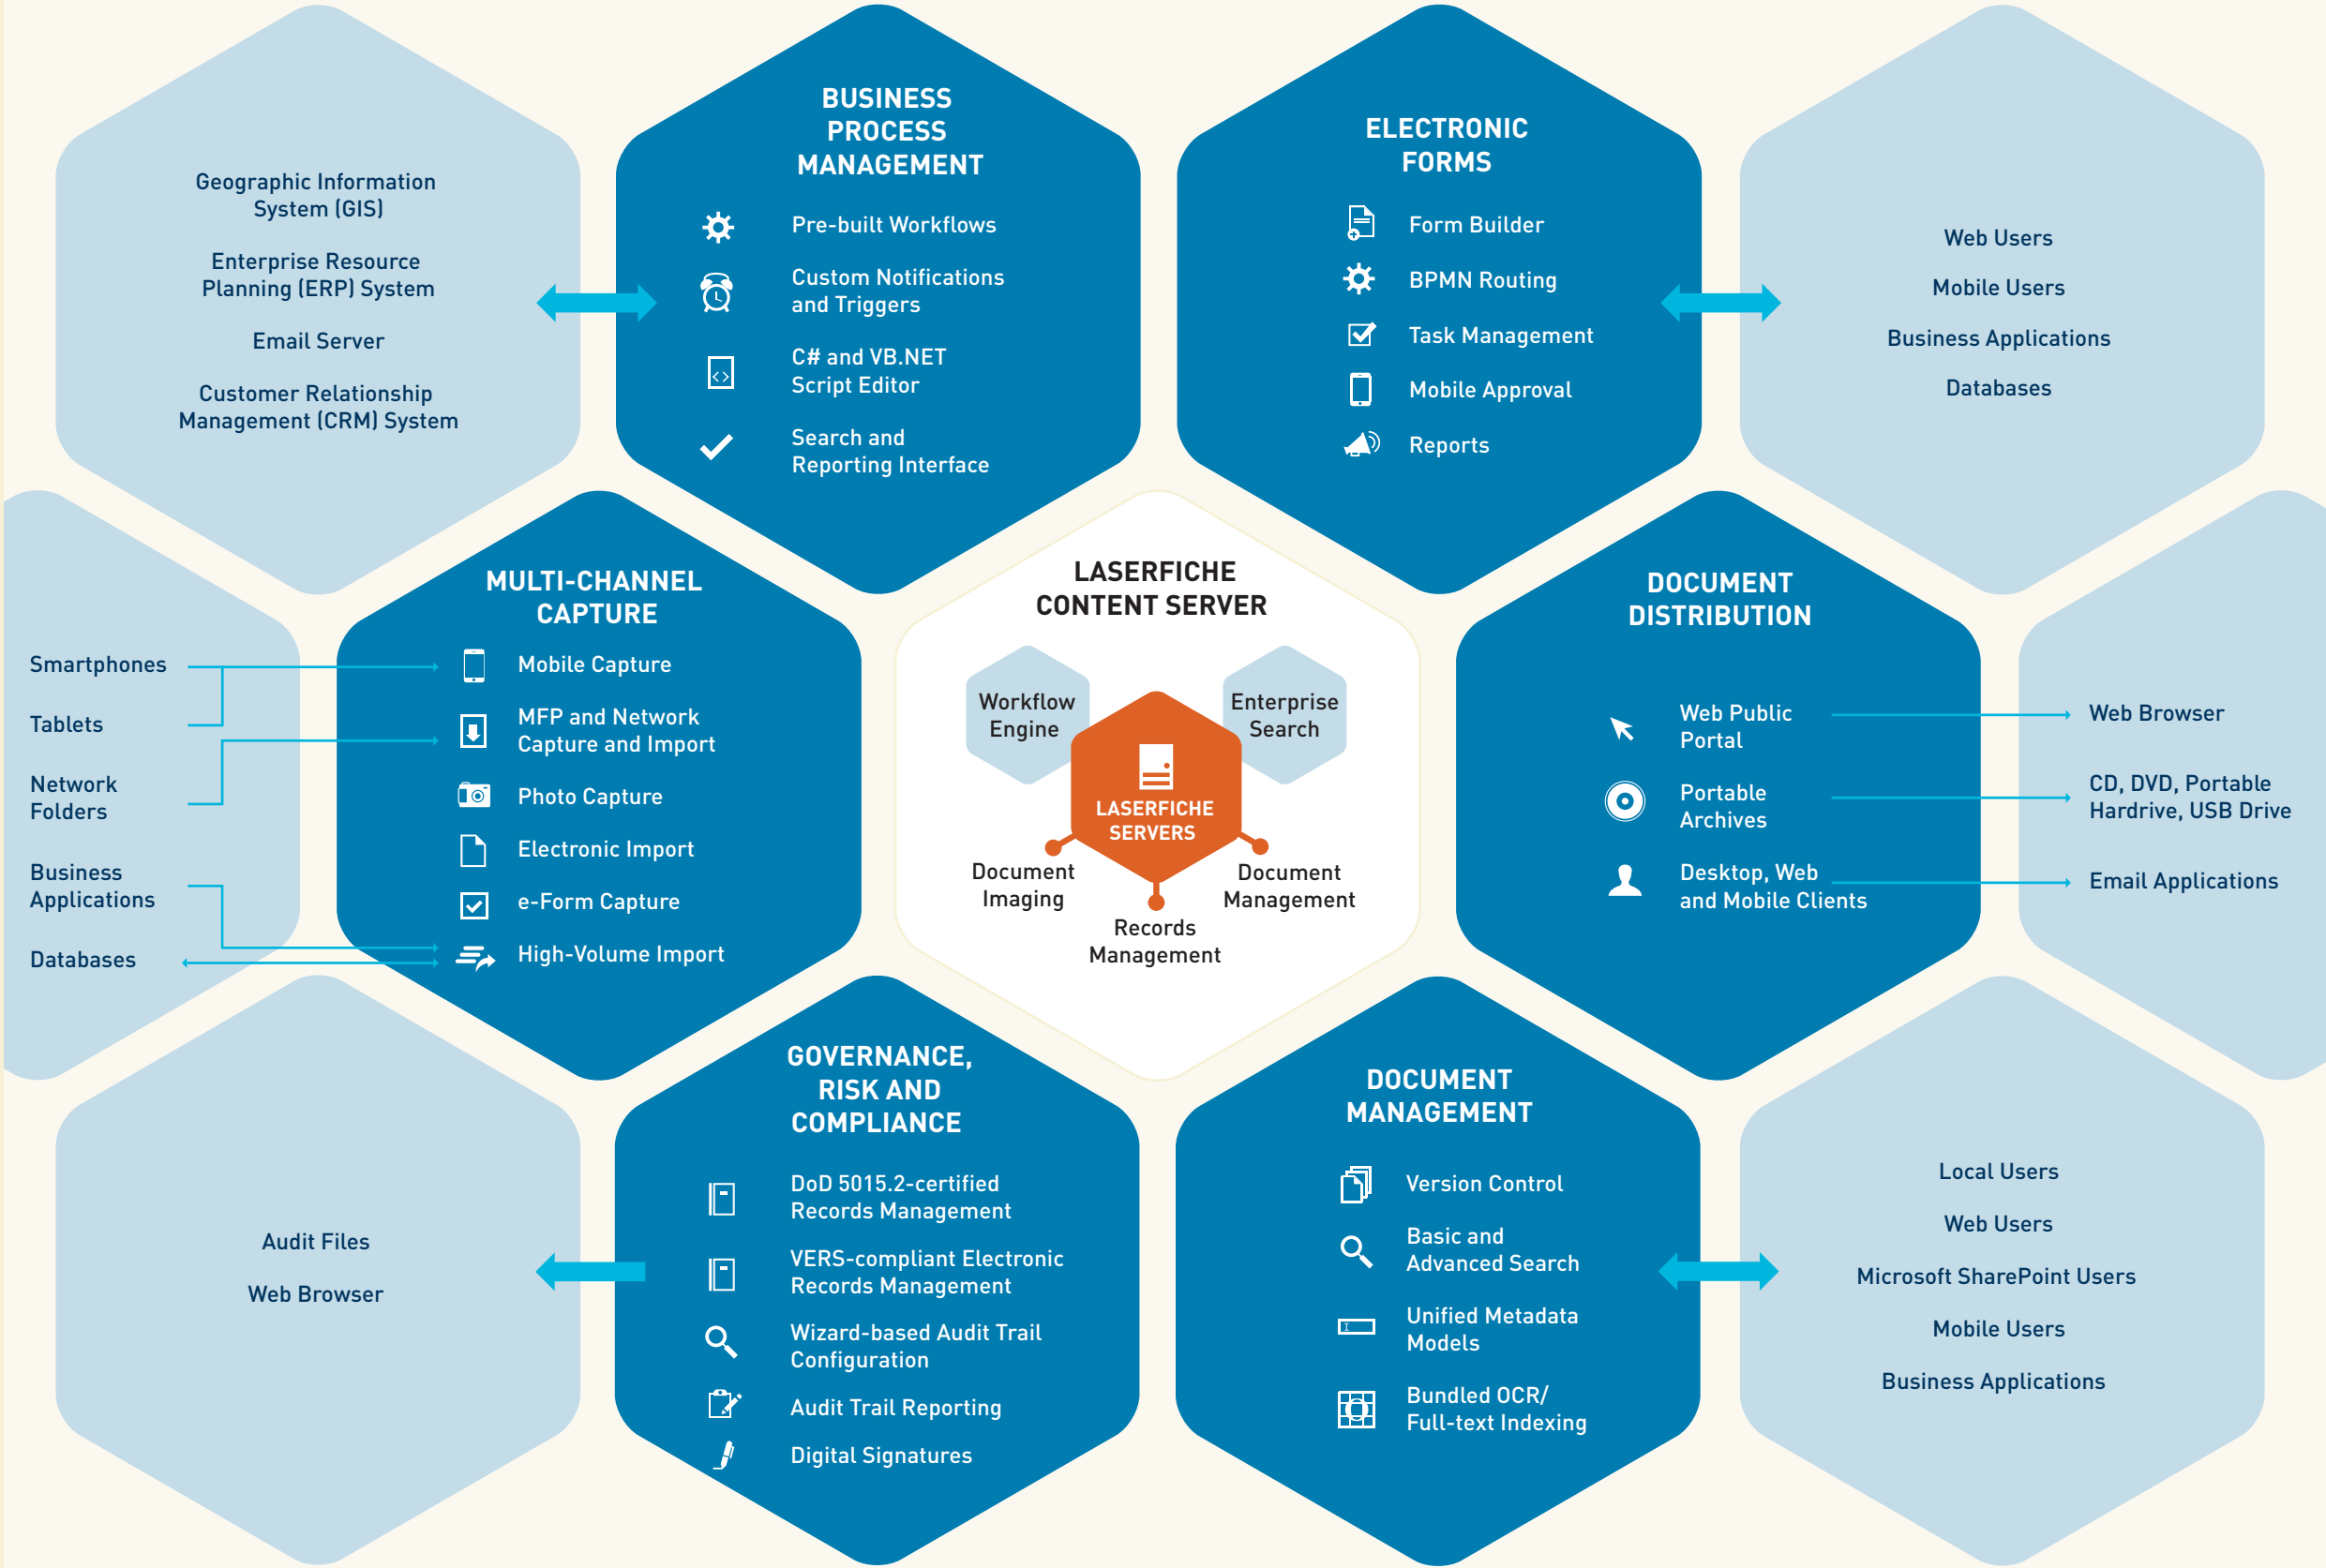 Geographic Information
System (GIS)
Enterprise Resource
Planning (ERP) System
Email Server
Customer Relationship
Management (CRM) System
BUSINESS
PROCESS
MANAGEMENT
Pre-built Workflows
Custom Notifications
and Triggers
C# and VB.NET
Script Editor
Search and
Reporting Interface
ELECTRONIC
FORMS
Form Builder
BPMN Routing
Task Management
Mobile Approval
Reports
Web Users
Mobile Users
Business Applications
Databases
Smartphones
Tablets
Network
Folders
Business
Applications
Databases
MULTI-CHANNEL
CAPTURE
Mobile Capture
MFP and Network
Capture and Import
Photo Capture
Electronic Import
e-Form Capture
High-Volume Import
LASERFICHE
CONTENT SERVER
Workflow
Engine
Enterprise
Search
LASERFICHE
SERVERS
Document
Imaging
Records
Management
Document
Management
DOCUMENT
DISTRIBUTION
Web Public
Portal
Portable
Archives
Desktop, Web
and Mobile Clients
Web Browser
CD, DVD, Portable
Hardrive, USB Drive
Email Applications
Audit Files
Web Browser
GOVERNANCE,
RISK AND
COMPLIANCE
DoD 5015.2-certified
Records Management
VERS-compliant Electronic
Records Management
Wizard-based Audit Trail
Configuration
Audit Trail Reporting
Digital Signatures
DOCUMENT
MANAGEMENT
Version Control
Basic and
Advanced Search
Unified Metadata
Models
Bundled OCR/
Full-text Indexing
Local Users
Web Users
Microsoft SharePoint Users
Mobile Users
Business Applications